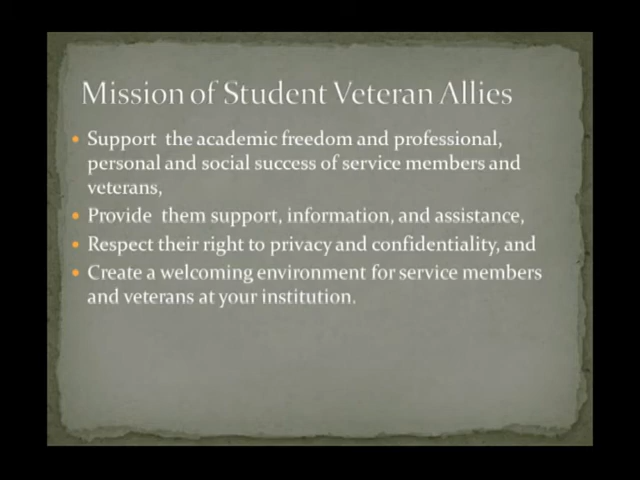 Mission of Student Veteran Allies
• Support  the academic freedom and professional,
personal and social success of service members and
veterans,
• Provide  them support, information, and assistance,
• Respect their right to privacy and confidentiality, and
• Create a welcoming environment for service members
and veterans at your institution.